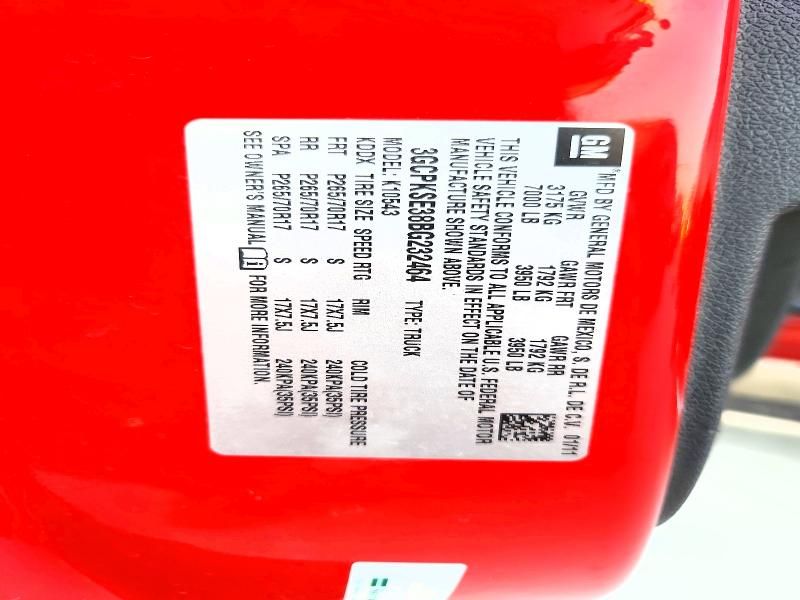 GM
MFD BY GENERAL MOTORS DE MEXICO, S. DE R.L. DE C.V. 01/11
GVWR GAWR FRT GAWR RR
3175 KG 1792 KG 1792 KG
7000 LB 3950 LB 3950 LB
THIS VEHICLE CONFORMS TO ALL APPLICABLE U.S. FEDERAL MOTOR
VEHICLE SAFETY STANDARDS IN EFFECT ON THE DATE OF
MANUFACTURE SHOWN ABOVE.
3GCPKSE38BG232464 TYPE: TRUCK
MODEL: K10543
KDDX TIRE SIZE SPEED RTG RIM COLD TIRE PRESSURE
FRT P265/70R17 S 17X7.5J 240KPA(35PSI)
RR P265/70R17 S 17X7.5J 240KPA(35PSI)
SPA P265/70R17 S 17X7.5J 240KPA(35PSI)
SEE OWNER'S MANUAL FOR MORE INFORMATION.